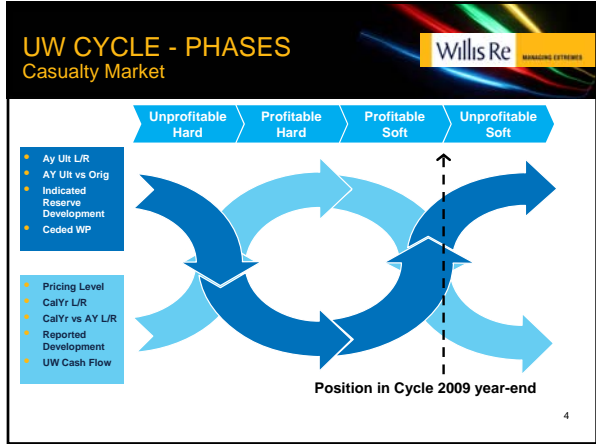 UW CYCLE - PHASES
Casualty Market
Willis Re
MANAGING EXTREMES
Unprofitable
Hard
Profitable
Hard
Profitable
Soft
Unprofitable
Soft
• Ay Ult L/R
• AY Ult vs Orig
• Indicated
Reserve
Development
• Ceded WP
• Pricing Level
• CalYr L/R
• CalYr vs AY L/R
• Reported
Development
• UW Cash Flow
Position in Cycle 2009 year-end
4